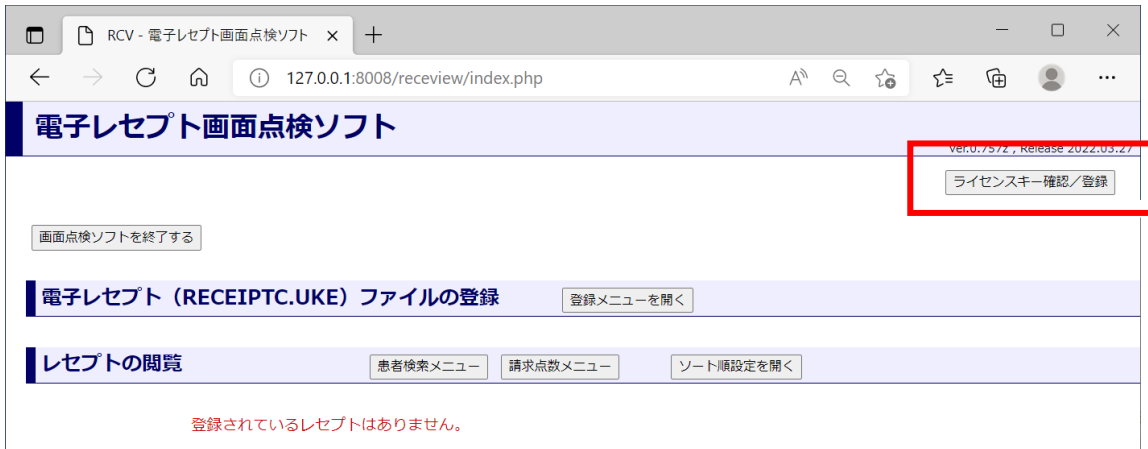 RCV - 電子レセプト画面点検ソフト
127.0.0.1:8008/receview/index.php
電子レセプト画面点検ソフト
Ver.0.757z , Release 2022.03.27
ライセンスキー確認／登録
画面点検ソフトを終了する
電子レセプト（RECEIPTC.UKE）ファイルの登録 登録メニューを開く
レセプトの閲覧 患者検索メニュー 請求点数メニュー ソート順設定を開く
登録されているレセプトはありません。